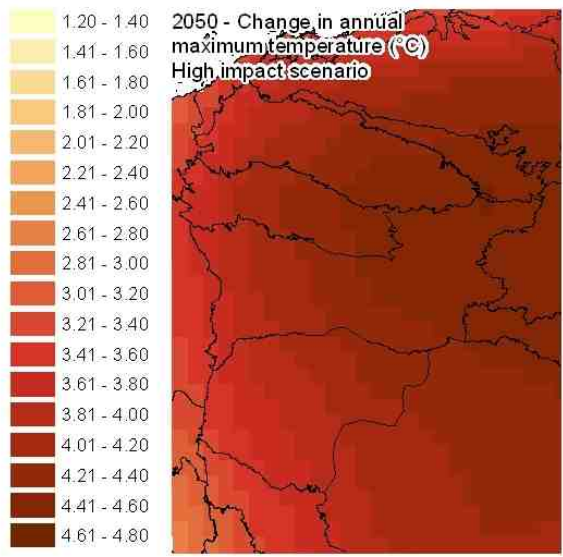 2050 - Change in annual
maximum temperature (°C)
High impact scenario
1.20 - 1.40
1.41 - 1.60
1.61 - 1.80
1.81 - 2.00
2.01 - 2.20
2.21 - 2.40
2.41 - 2.60
2.61 - 2.80
2.81 - 3.00
3.01 - 3.20
3.21 - 3.40
3.41 - 3.60
3.61 - 3.80
3.81 - 4.00
4.01 - 4.20
4.21 - 4.40
4.41 - 4.60
4.61 - 4.80